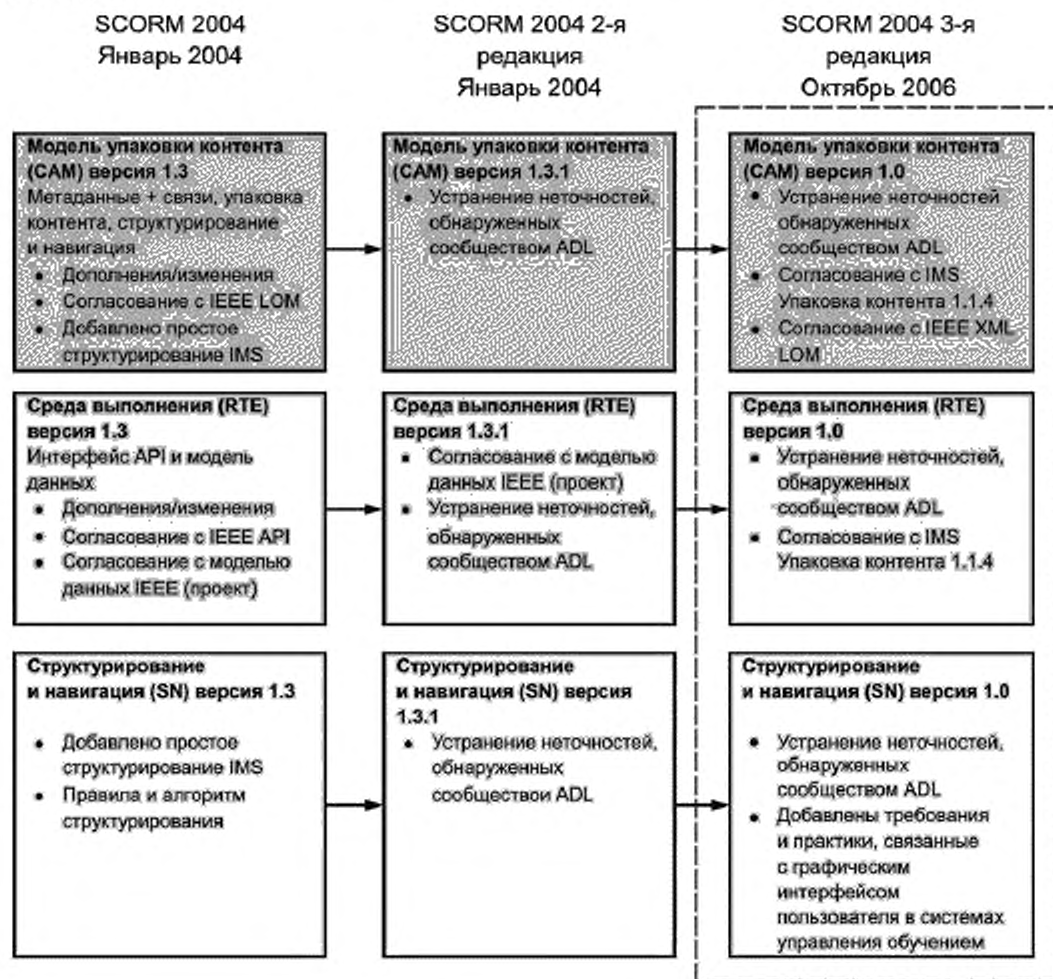 SCORM 2004
Январь 2004
SCORM 2004 2-я
редакция
Январь 2004
SCORM 2004 3-я
редакция
Октябрь 2006
Модель упаковки контента
(CAM) версия 1.3
Метаданные + связи, упаковка
контента, структурирование
и навигация
• Дополнения/изменения
• Согласование с IEEE LOM
• Добавлено простое
структурирование IMS
Модель упаковки контента
(CAM) версия 1.3.1
• Устранение неточностей,
обнаруженных
сообществом ADL
Модель упаковки контента
(CAM) версия 1.0
• Устранение неточностей
обнаруженных
сообществом ADL
• Согласование с IMS
Упаковка контента 1.1.4
• Согласование с IEEE XML
LOM
Среда выполнения (RTE)
версия 1.3
Интерфейс API и модель
данных
• Дополнения/изменения
• Согласование с IEEE API
• Согласование с моделью
данных IEEE (проект)
Среда выполнения (RTE)
версия 1.3.1
• Согласование с моделью
данных IEEE (проект)
• Устранение неточностей,
обнаруженных
сообществом ADL
Среда выполнения (RTE)
версия 1.0
• Устранение неточностей,
обнаруженных
сообществом ADL
• Согласование с IMS
Упаковка контента 1.1.4
Структурирование
и навигация (SN) версия 1.3
• Добавлено простое
структурирование IMS
• Правила и алгоритм
структурирования
Структурирование
и навигация (SN) версия
1.3.1
• Устранение неточностей,
обнаруженных
сообществои ADL
Структурирование
и навигация (SN) версия 1.0
• Устранение неточностей,
обнаруженных
сообществом ADL
• Добавлены требования
и практики, связанные
с графическим
интерфейсом
пользователя в системах
управления обучением